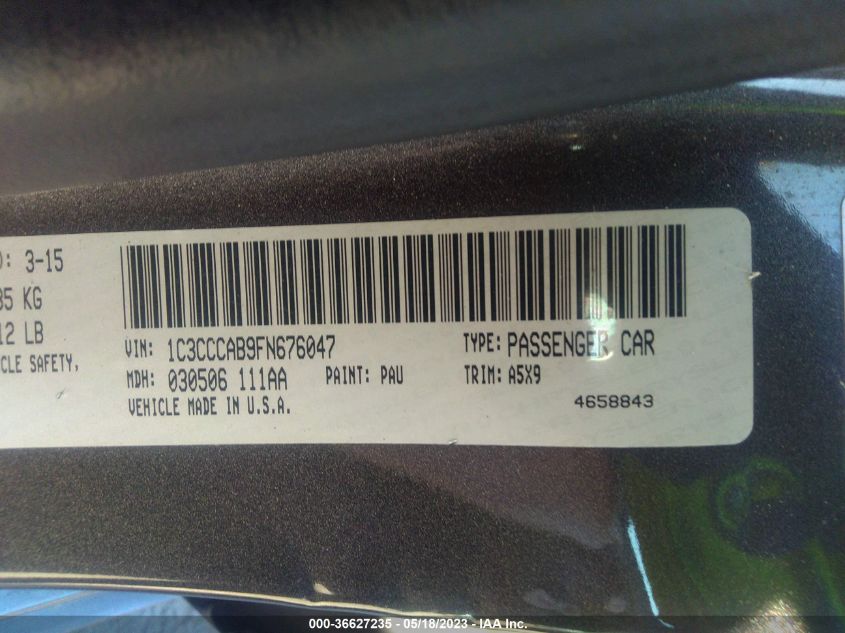 D: 3-15
85 KG
12 LB
CLE SAFETY,
VIN: 1C3CCCAB9FN676047 TYPE: PASSENGER CAR
MDH: 030506 111AA PAINT: PAU TRIM: A5X9
VEHICLE MADE IN U.S.A. 4658843
000-36627235 - 05/18/2023 - IAA Inc.